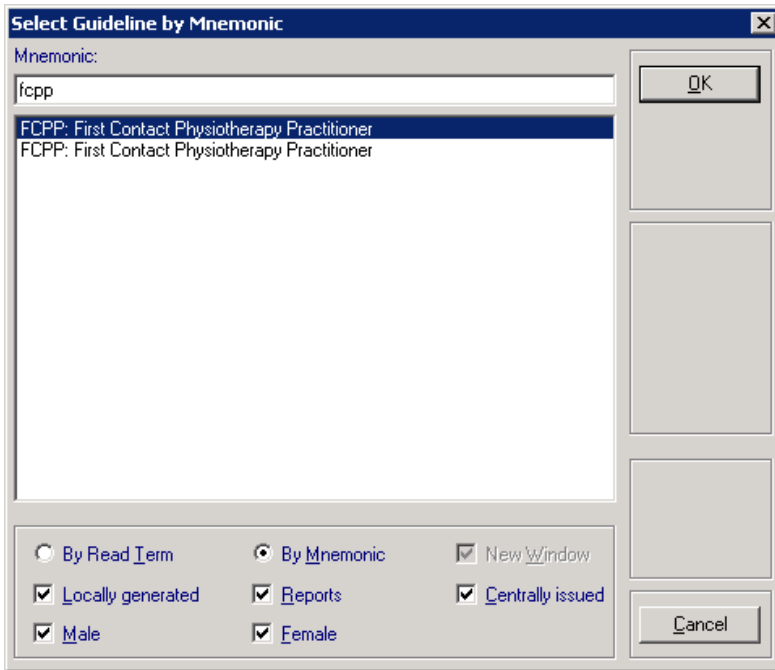 Select Guideline by Mnemonic
Mnemonic:
fcpp
OK
FCPP: First Contact Physiotherapy Practitioner
FCPP: First Contact Physiotherapy Practitioner
By Read Term By Mnemonic New Window
Locally generated Reports Centrally issued
Male Female
Cancel